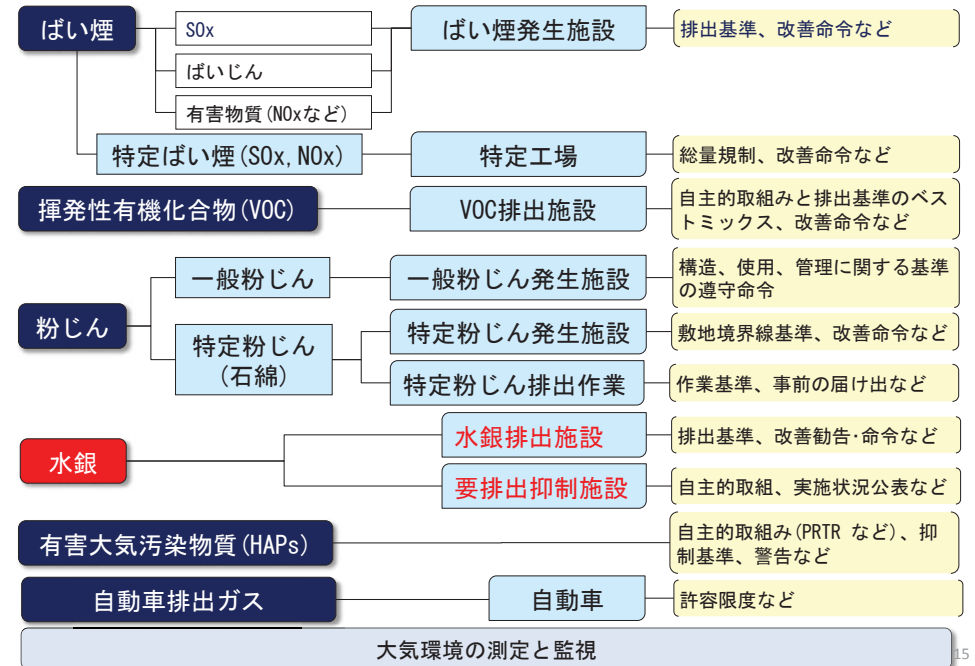 ばい煙
SOx
ばいじん
有害物質(NOxなど)
ばい煙発生施設
排出基準、改善命令など
特定ばい煙(SOx,NOx)
特定工場
総量規制、改善命令など
揮発性有機化合物(VOC)
VOC排出施設
自主的取組みと排出基準のベス
トミックス、改善命令など
粉じん
一般粉じん
一般粉じん発生施設
構造、使用、管理に関する基準
の遵守命令
特定粉じん
(石綿)
特定粉じん発生施設
敷地境界線基準、改善命令など
特定粉じん排出作業
作業基準、事前の届け出など
水銀
水銀排出施設
排出基準、改善勧告・命令など
要排出抑制施設
自主的取組、実施状況公表など
有害大気汚染物質(HAPs)
自主的取組み(PRTR など)、抑
制基準、警告など
自動車排出ガス
自動車
許容限度など
大気環境の測定と監視
15